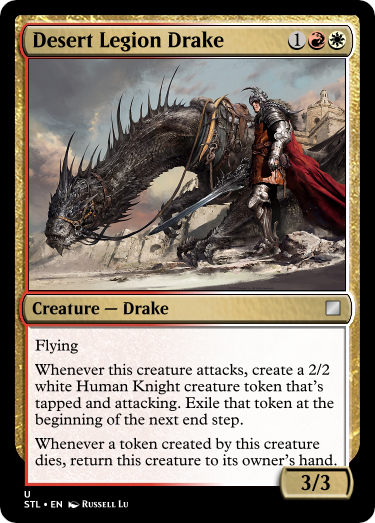 Desert Legion Drake 1
Creature — Drake
Flying
Whenever this creature attacks, create a 2/2
white Human Knight creature token that's
tapped and attacking. Exile that token at the
beginning of the next end step.
Whenever a token created by this creature
dies, return this creature to its owner's hand.
3/3
U
STL • EN Russell Lu